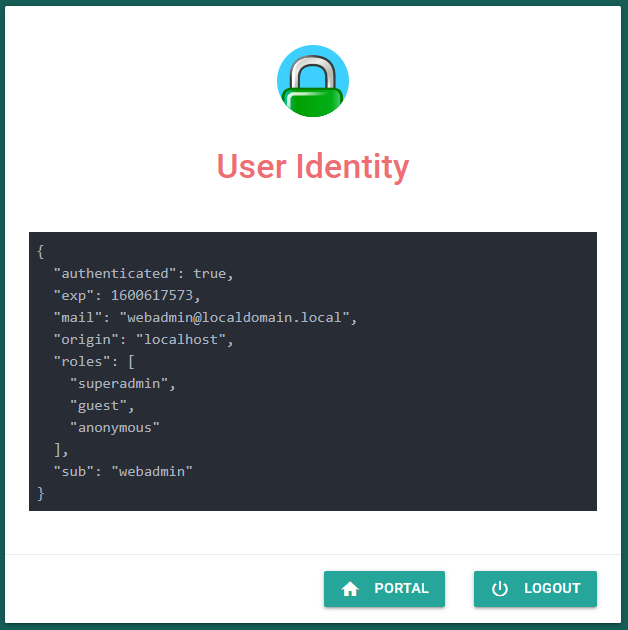 User Identity
{
  "authenticated": true,
  "exp": 1600617573,
  "mail": "webadmin@localdomain.local",
  "origin": "localhost",
  "roles": [
    "superadmin",
    "guest",
    "anonymous"
  ],
  "sub": "webadmin"
}
PORTAL
LOGOUT